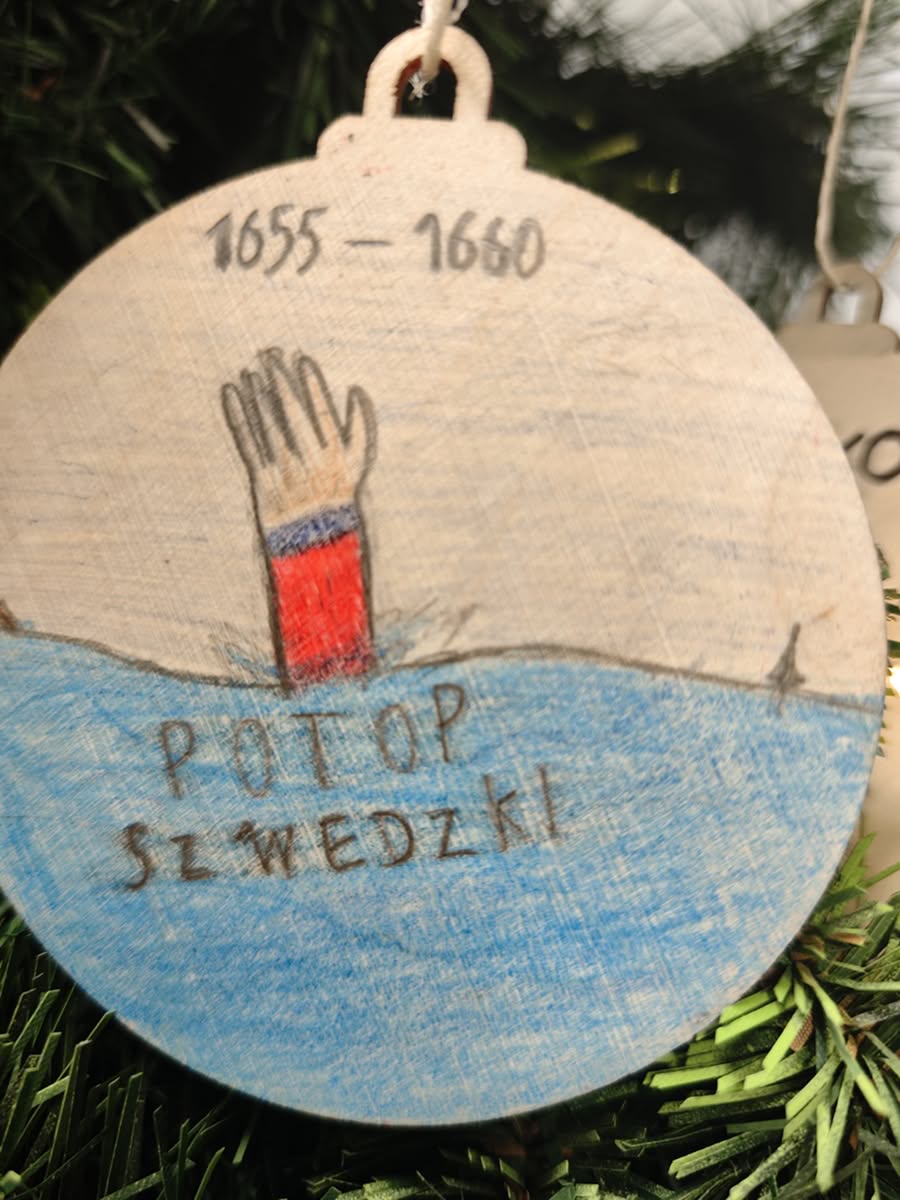 1655 – 1660
POTOP
SZWEDZKI